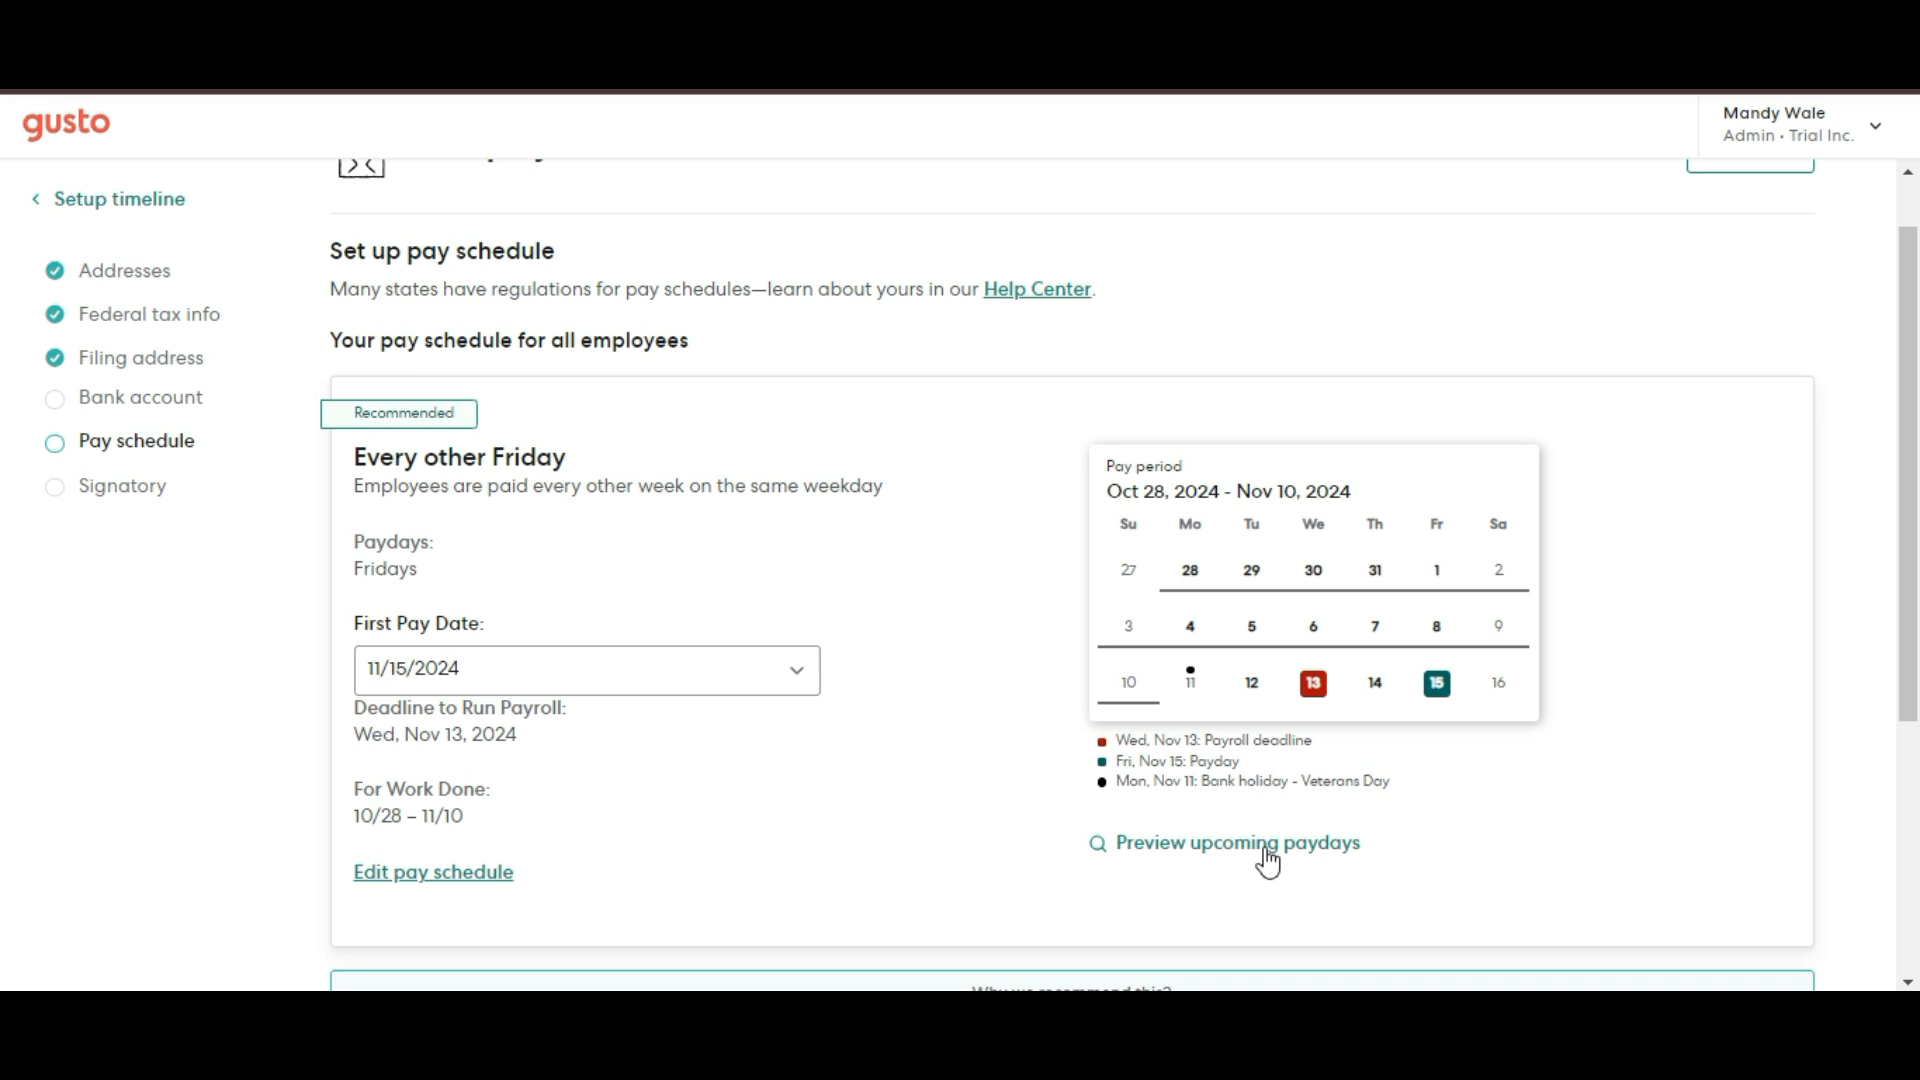 gusto
Mandy Wale
Admin • Trial Inc.
Setup timeline
Addresses
Federal tax info
Filing address
Bank account
Pay schedule
Signatory
Set up pay schedule
Many states have regulations for pay schedules—learn about yours in our Help Center.
Your pay schedule for all employees
Recommended
Every other Friday
Employees are paid every other week on the same weekday
Paydays:
Fridays
First Pay Date:
11/15/2024
Deadline to Run Payroll:
Wed, Nov 13, 2024
For Work Done:
10/28 – 11/10
Edit pay schedule
Pay period
Oct 28, 2024 - Nov 10, 2024
Su Mo Tu We Th Fr Sa
27 28 29 30 31 1 2
3 4 5 6 7 8 9
10 11 12 13 14 15 16
Wed, Nov 13: Payroll deadline
Fri, Nov 15: Payday
Mon, Nov 11: Bank holiday - Veterans Day
Preview upcoming paydays
Why we recommend this?